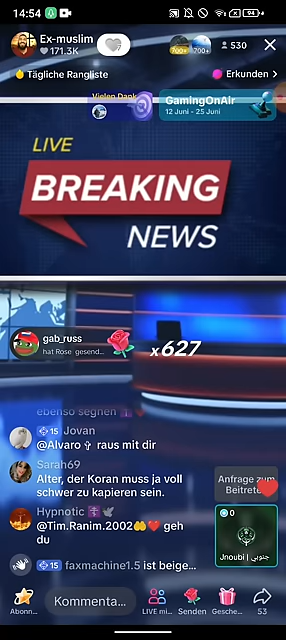 14:54
94
Ex-muslim
171.3K
700+
700+
530
Tägliche Rangliste
Erkunden >
Vielen Dank
GamingOnAir
12 Juni - 25 Juni
LIVE
BREAKING
NEWS
gab_russ
hat Rose gesend...
x627
ebenso segnen
15 Jovan
@Alvaro ✞ raus mit dir
Sarah69
Alter, der Koran muss ja voll
schwer zu kapieren sein.
Hypnotic ☦️🕊
@Tim.Ranim.2002🤲❤️ geh
du
15 faxmachine1.5 ist beige...
Anfrage zum
Beitrete
0
Jnoubi | جنوبي
Abonn...
Kommenta...
LIVE mi...
Senden
Gesche...
53